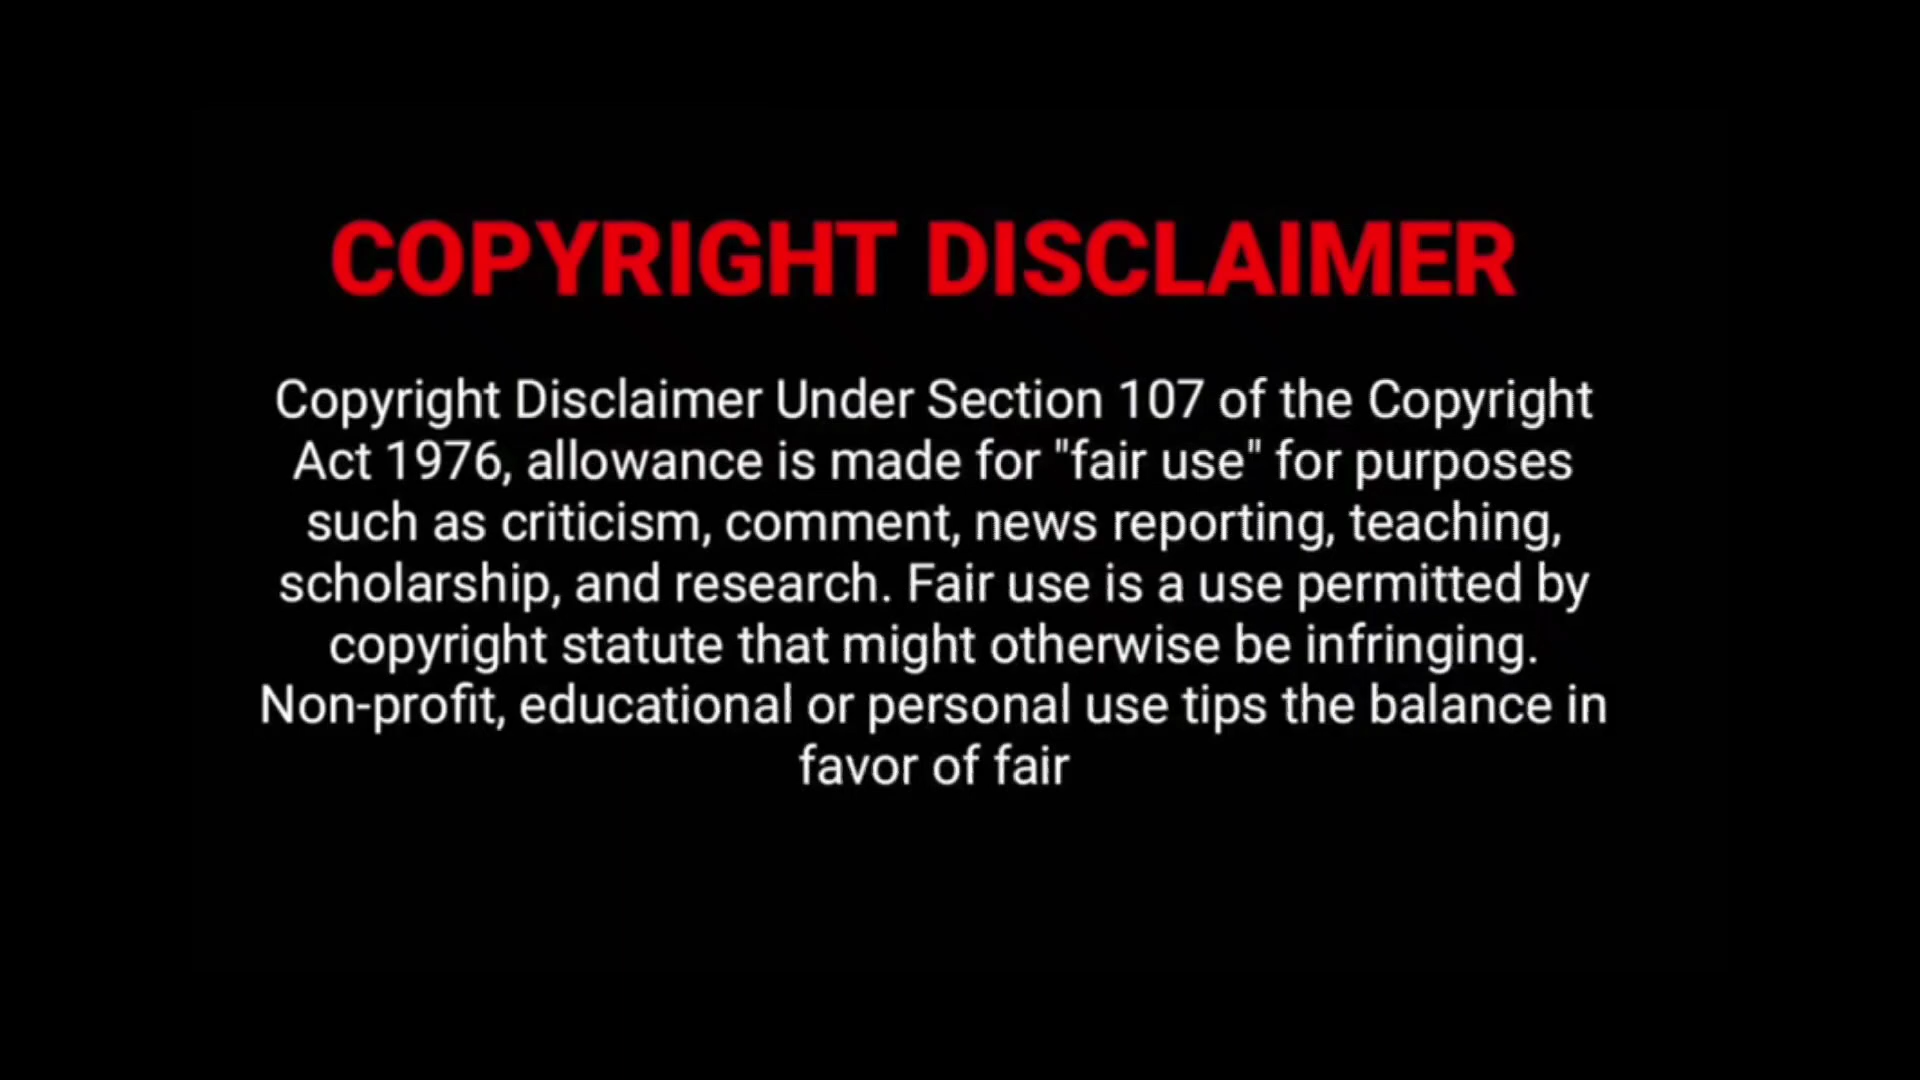 COPYRIGHT DISCLAIMER
Copyright Disclaimer Under Section 107 of the Copyright
Act 1976, allowance is made for "fair use" for purposes
such as criticism, comment, news reporting, teaching,
scholarship, and research. Fair use is a use permitted by
copyright statute that might otherwise be infringing.
Non-profit, educational or personal use tips the balance in
favor of fair